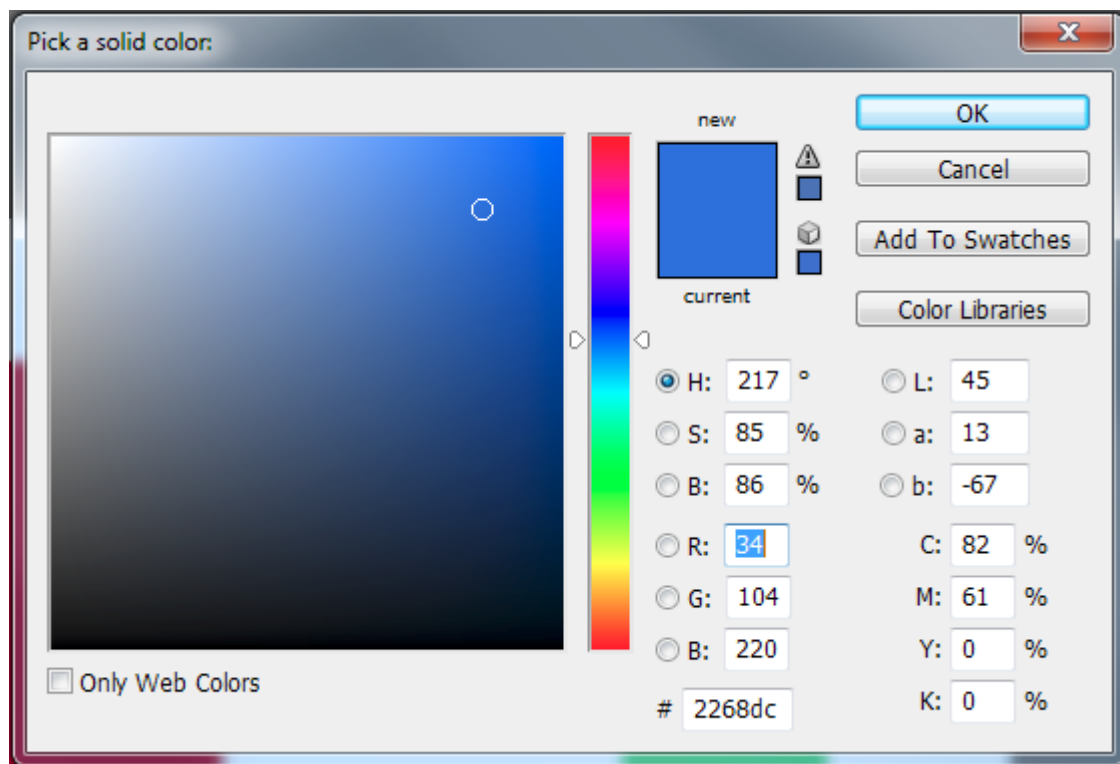 Pick a solid color:
new
current
OK
Cancel
Add To Swatches
Color Libraries
H: 217 °
S: 85 %
B: 86 %
R: 34
G: 104
B: 220
# 2268dc
L: 45
a: 13
b: -67
C: 82 %
M: 61 %
Y: 0 %
K: 0 %
Only Web Colors